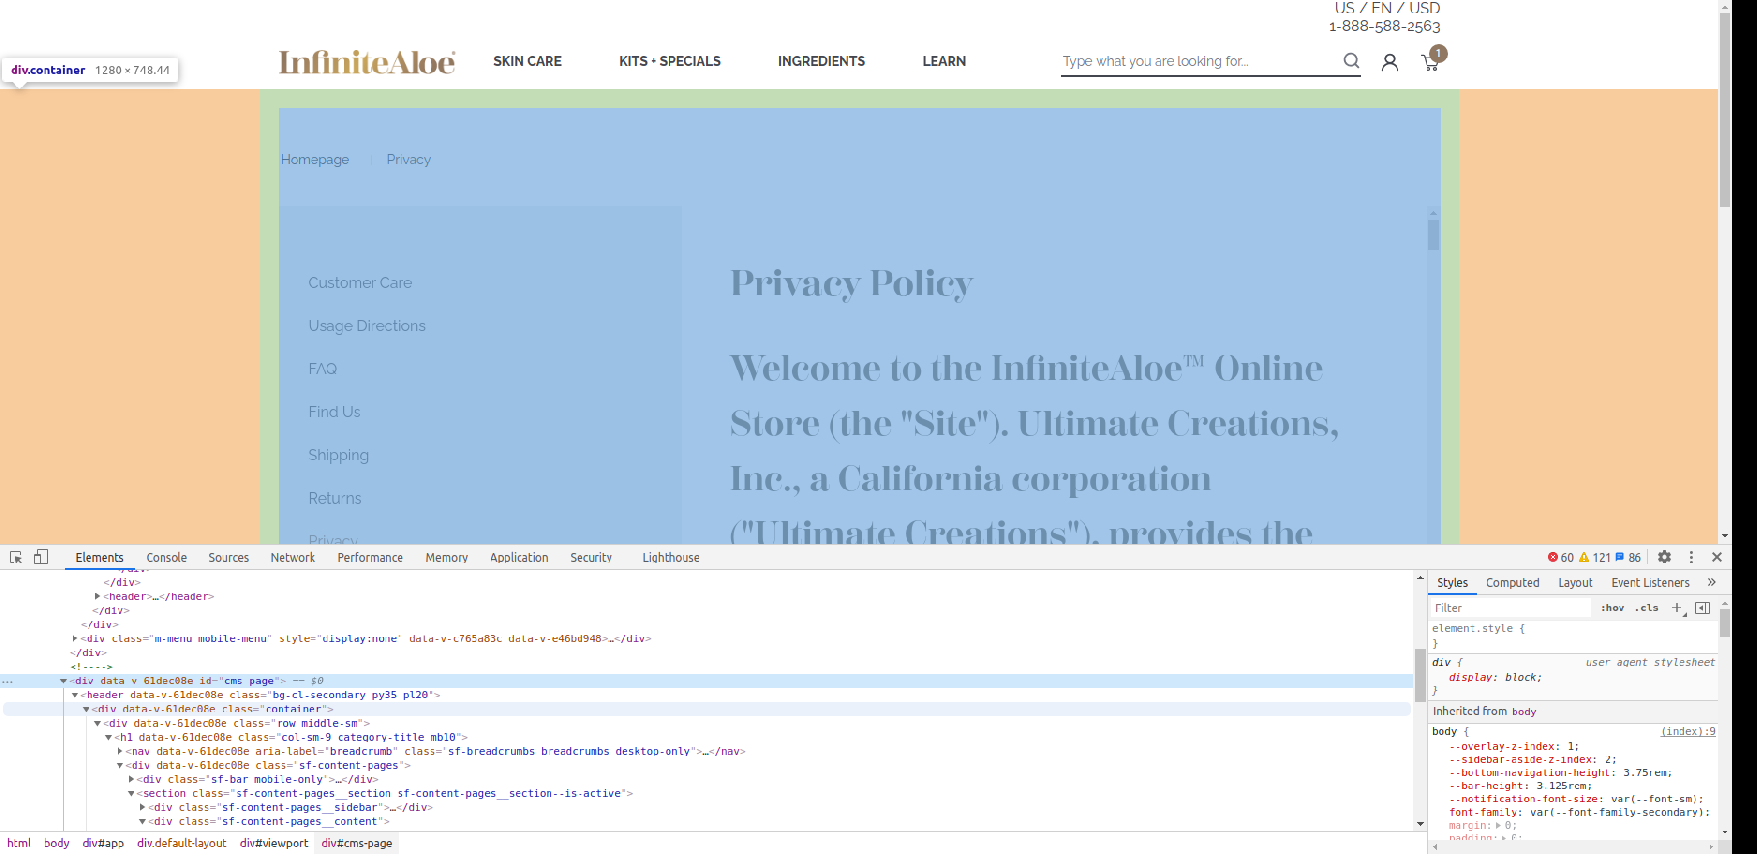 US / EN / USD
1-888-588-2563
InfiniteAloe
SKIN CARE
KITS + SPECIALS
INGREDIENTS
LEARN
Type what you are looking for...
1
div.container 1280 × 748.44
Homepage
Privacy
Customer Care
Usage Directions
FAQ
Find Us
Shipping
Returns
Privacy
Privacy Policy
Welcome to the InfiniteAloe™ Online
Store (the "Site"). Ultimate Creations,
Inc., a California corporation
("Ultimate Creations"), provides the
Elements Console Sources Network Performance Memory Application Security Lighthouse
60 121 86
</div>
</div>
<header>…</header>
</div>
</div>
<div class="m-menu mobile-menu" style="display:none" data-v-c765a83c data-v-e46bd948>…</div>
</div>
<!---->
… <div data-v-61dec08e id="cms-page"> == $0
<header data-v-61dec08e class="bg-cl-secondary py35 pl20">
<div data-v-61dec08e class="container">
<div data-v-61dec08e class="row middle-sm">
<h1 data-v-61dec08e class="col-sm-9 category-title mb10">
<nav data-v-61dec08e aria-label="breadcrumb" class="sf-breadcrumbs breadcrumbs desktop-only">…</nav>
<div data-v-61dec08e class="sf-content-pages">
<div class="sf-bar mobile-only">…</div>
<section class="sf-content-pages__section sf-content-pages__section--is-active">
<div class="sf-content-pages__sidebar">…</div>
<div class="sf-content-pages__content">
html body div#app div.default-layout div#viewport div#cms-page
Styles Computed Layout Event Listeners »
Filter
:hov .cls +
element.style {
}
div { user agent stylesheet
display: block;
}
Inherited from body
body { (index):9
--overlay-z-index: 1;
--sidebar-aside-z-index: 2;
--bottom-navigation-height: 3.75rem;
--bar-height: 3.125rem;
--notification-font-size: var(--font-sm);
font-family: var(--font-family-secondary);
margin: 0;
padding: 0;